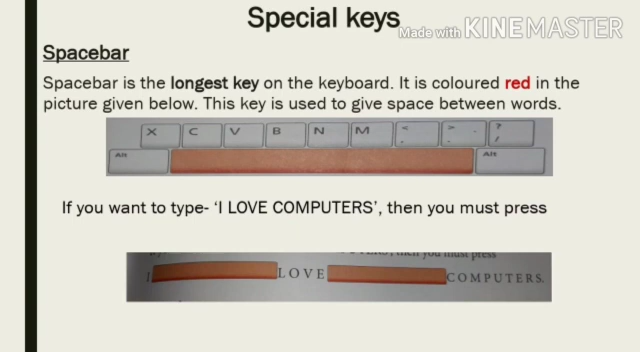 Special keys
Made with KINEMASTER
Spacebar
Spacebar is the longest key on the keyboard. It is coloured red in the
picture given below. This key is used to give space between words.
X C V B N M < > ?
. /
Alt Alt
If you want to type- ‘I LOVE COMPUTERS’, then you must press
then you must press
I LOVE COMPUTERS.